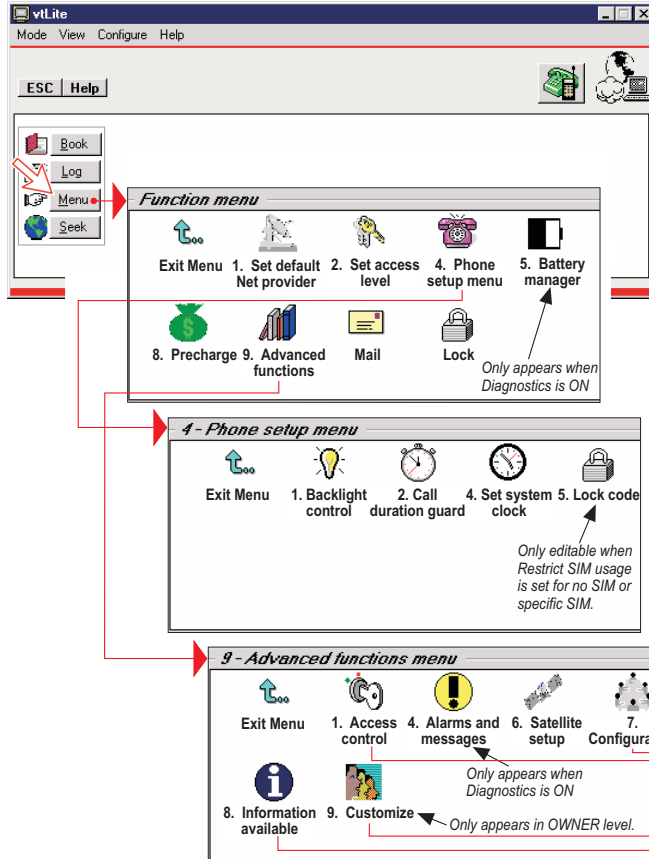 vtLite
Mode View Configure Help
ESC Help
Book
Log
Menu
Seek
Function menu
Exit Menu
1. Set default
Net provider
2. Set access
level
4. Phone
setup menu
5. Battery
manager
8. Precharge
9. Advanced
functions
Mail
Lock
Only appears when
Diagnostics is ON
4 - Phone setup menu
Exit Menu
1. Backlight
control
2. Call
duration guard
4. Set system
clock
5. Lock code
Only editable when
Restrict SIM usage
is set for no SIM or
specific SIM.
9 - Advanced functions menu
Exit Menu
1. Access
control
4. Alarms and
messages
6. Satellite
setup
7.
Configura
Only appears when
Diagnostics is ON
8. Information
available
9. Customize
Only appears in OWNER level.